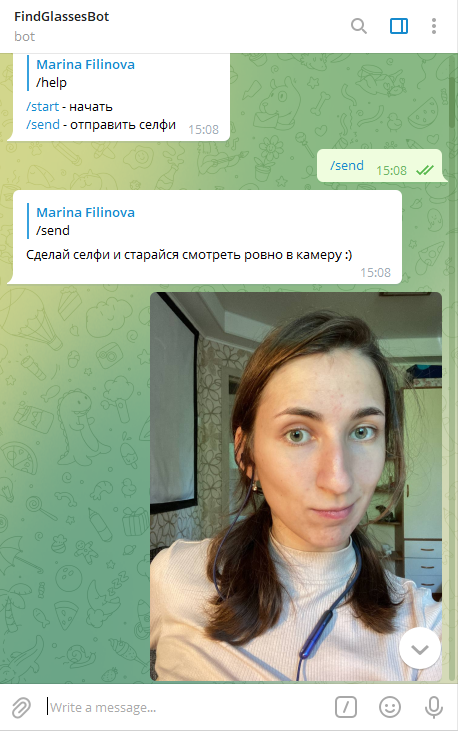 FindGlassesBot
bot
Marina Filinova
/help
/start - начать
/send - отправить селфи 15:08
/send 15:08
Marina Filinova
/send
Сделай селфи и старайся смотреть ровно в камеру :)
15:08
Write a message...